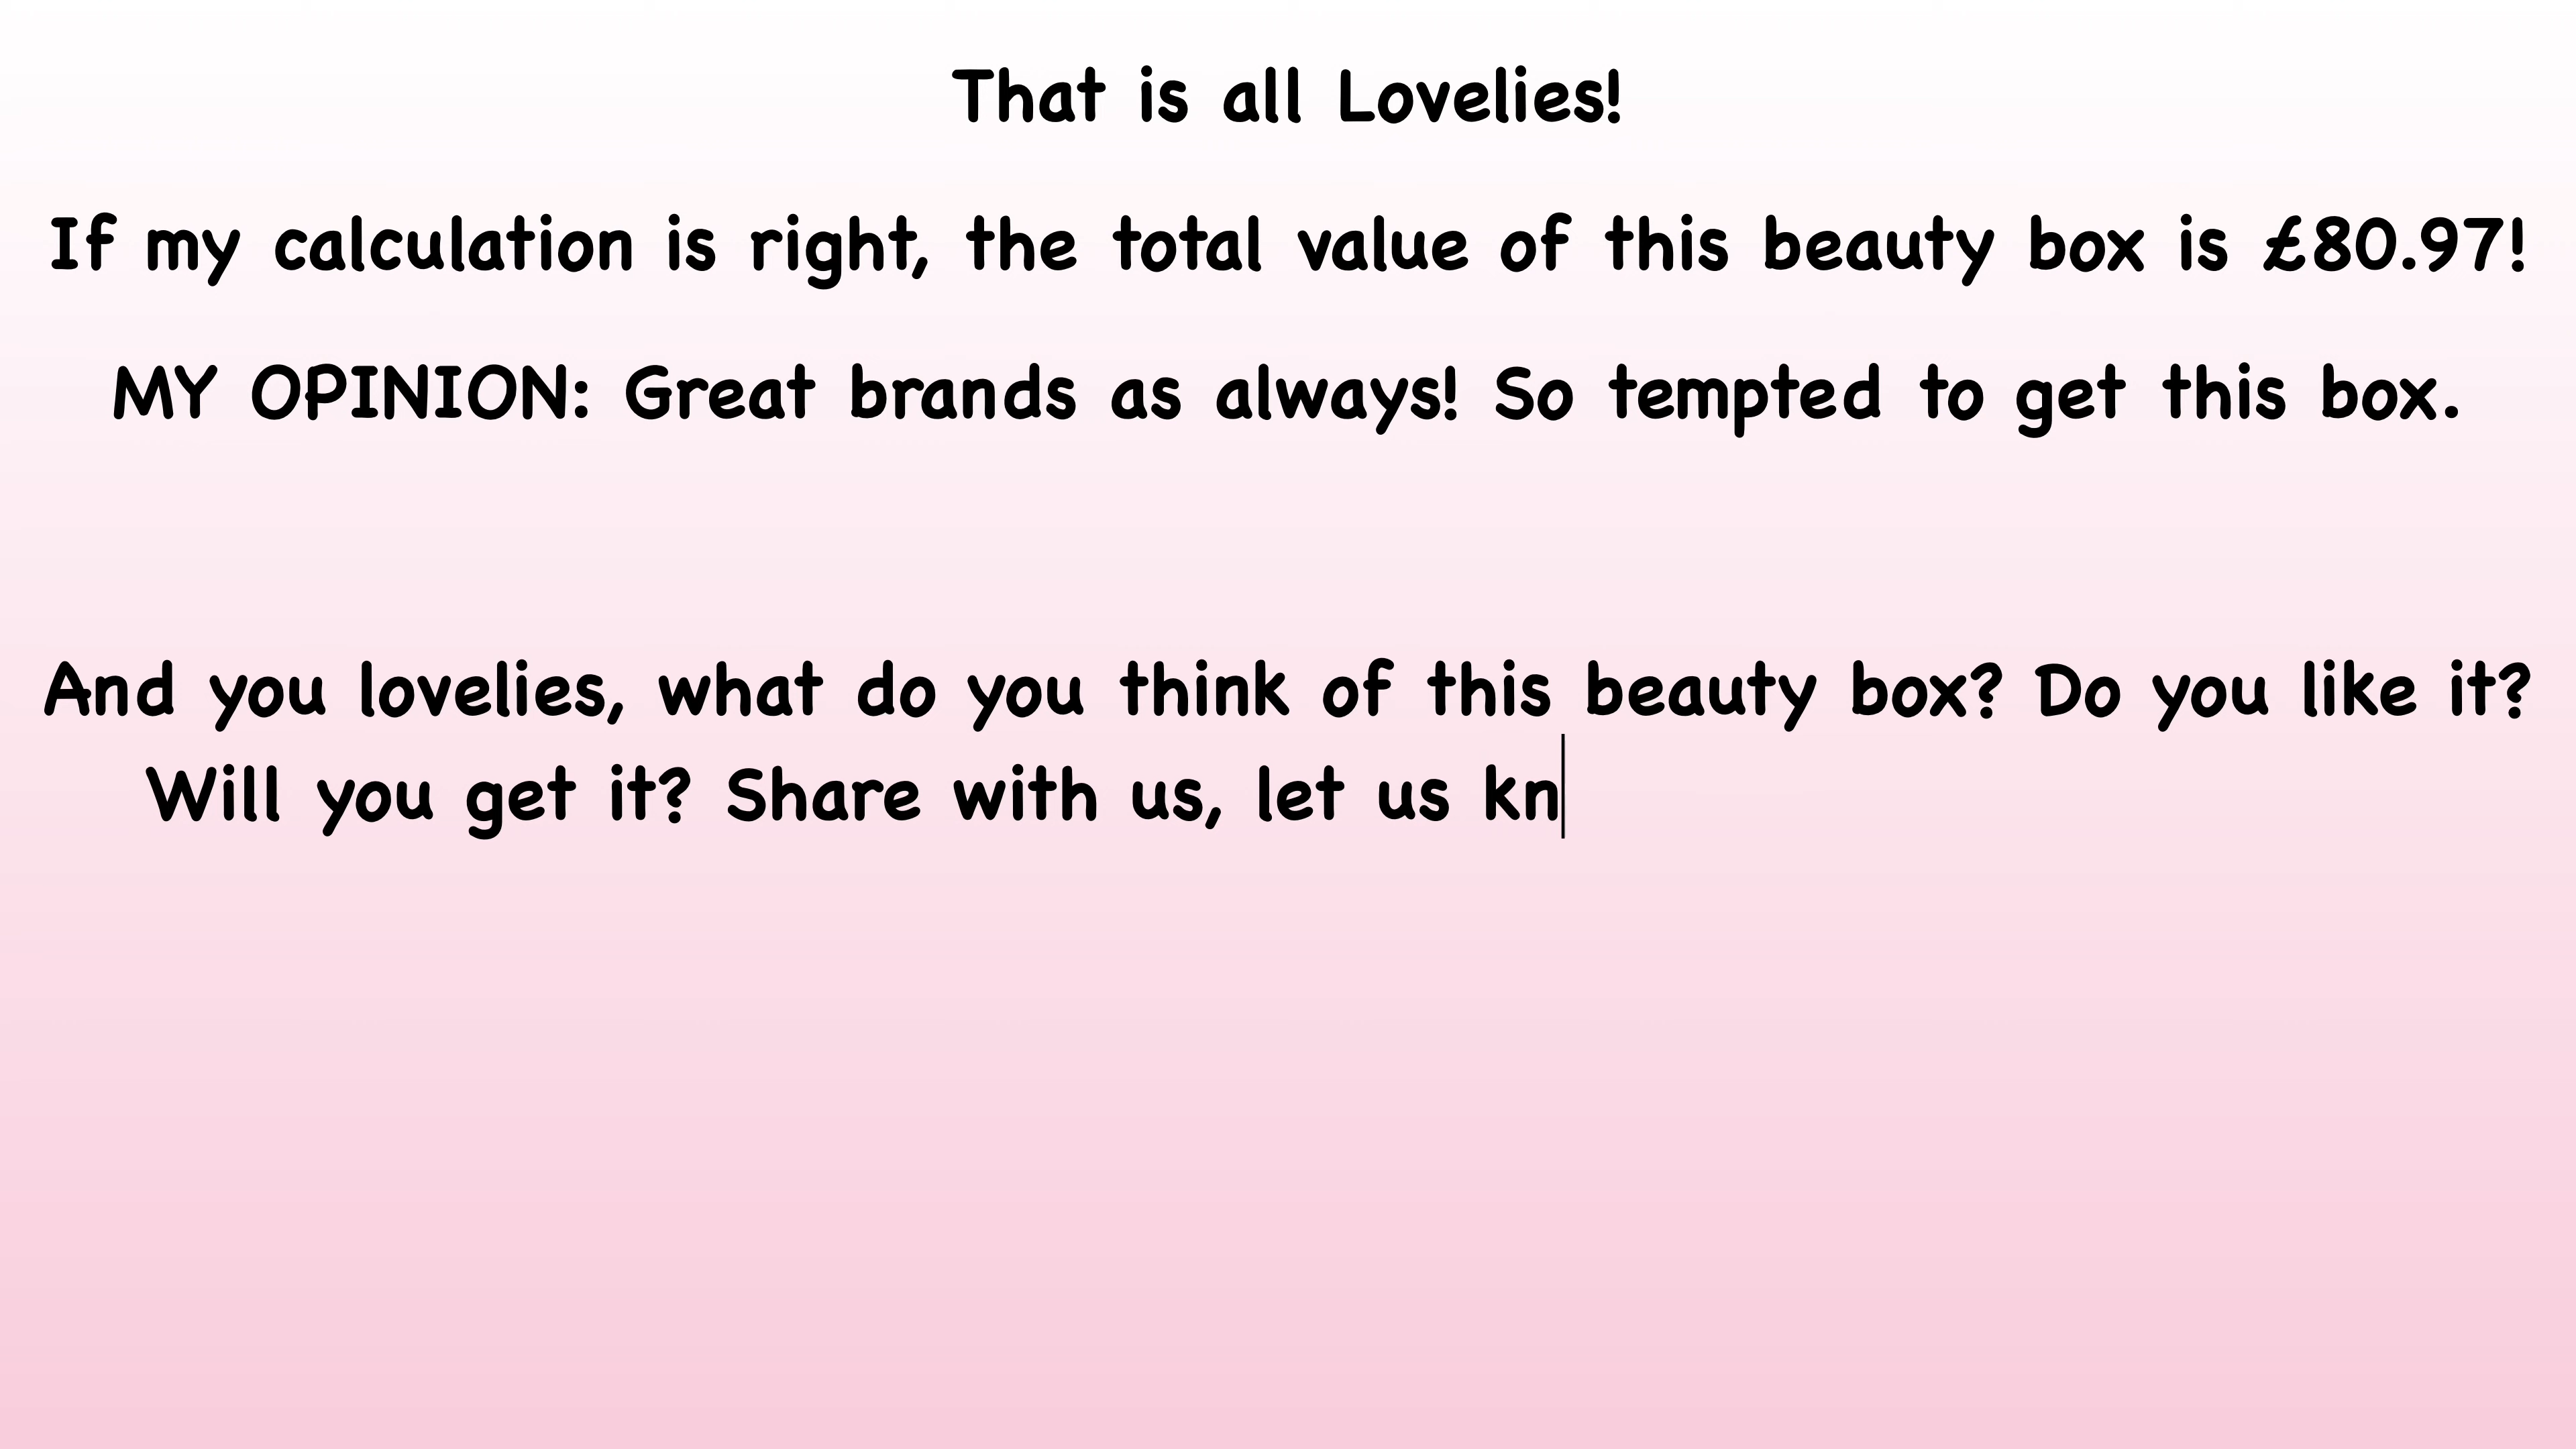 That is all Lovelies!
If my calculation is right, the total value of this beauty box is £80.97!
MY OPINION: Great brands as always! So tempted to get this box.
And you lovelies, what do you think of this beauty box? Do you like it?
Will you get it? Share with us, let us kn